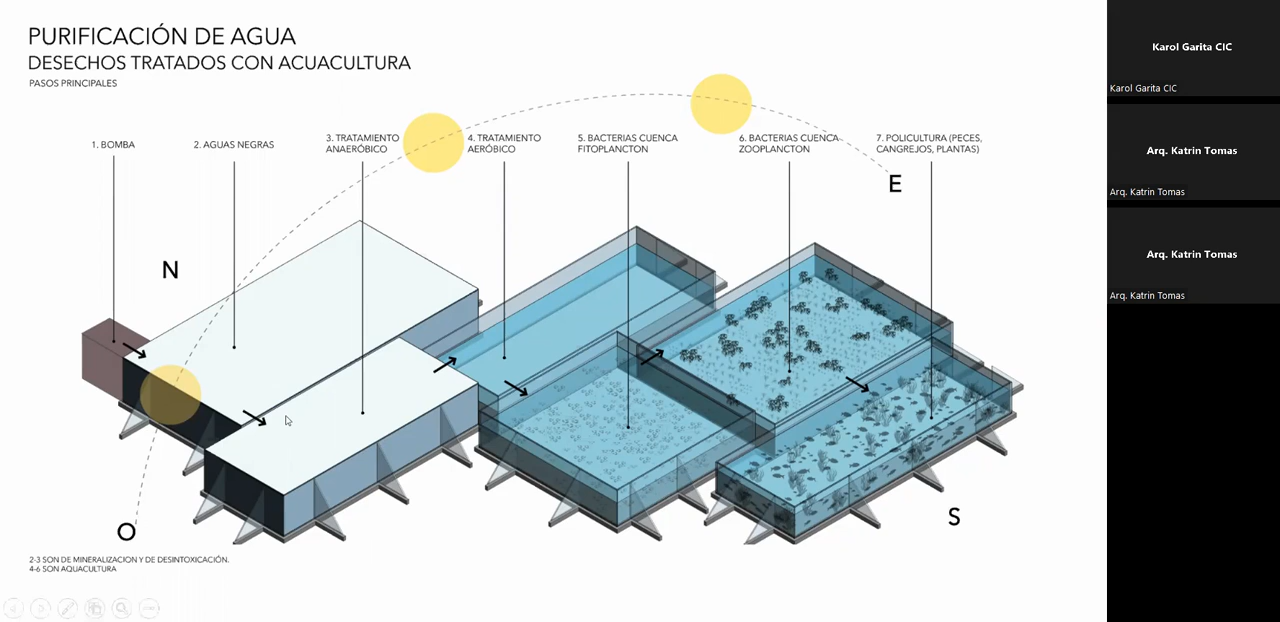 PURIFICACIÓN DE AGUA
DESECHOS TRATADOS CON ACUACULTURA
PASOS PRINCIPALES
1. BOMBA
2. AGUAS NEGRAS
3. TRATAMIENTO
ANAERÓBICO
4. TRATAMIENTO
AERÓBICO
5. BACTERIAS CUENCA
FITOPLANCTON
6. BACTERIAS CUENCA
ZOOPLANCTON
7. POLICULTURA (PECES,
CANGREJOS, PLANTAS)
E
N
S
O
2-3 SON DE MINERALIZACION Y DE DESINTOXICACIÓN.
4-6 SON AQUACULTURA
Karol Garita CIC
Karol Garita CIC
Arq. Katrin Tomas
Arq. Katrin Tomas
Arq. Katrin Tomas
Arq. Katrin Tomas